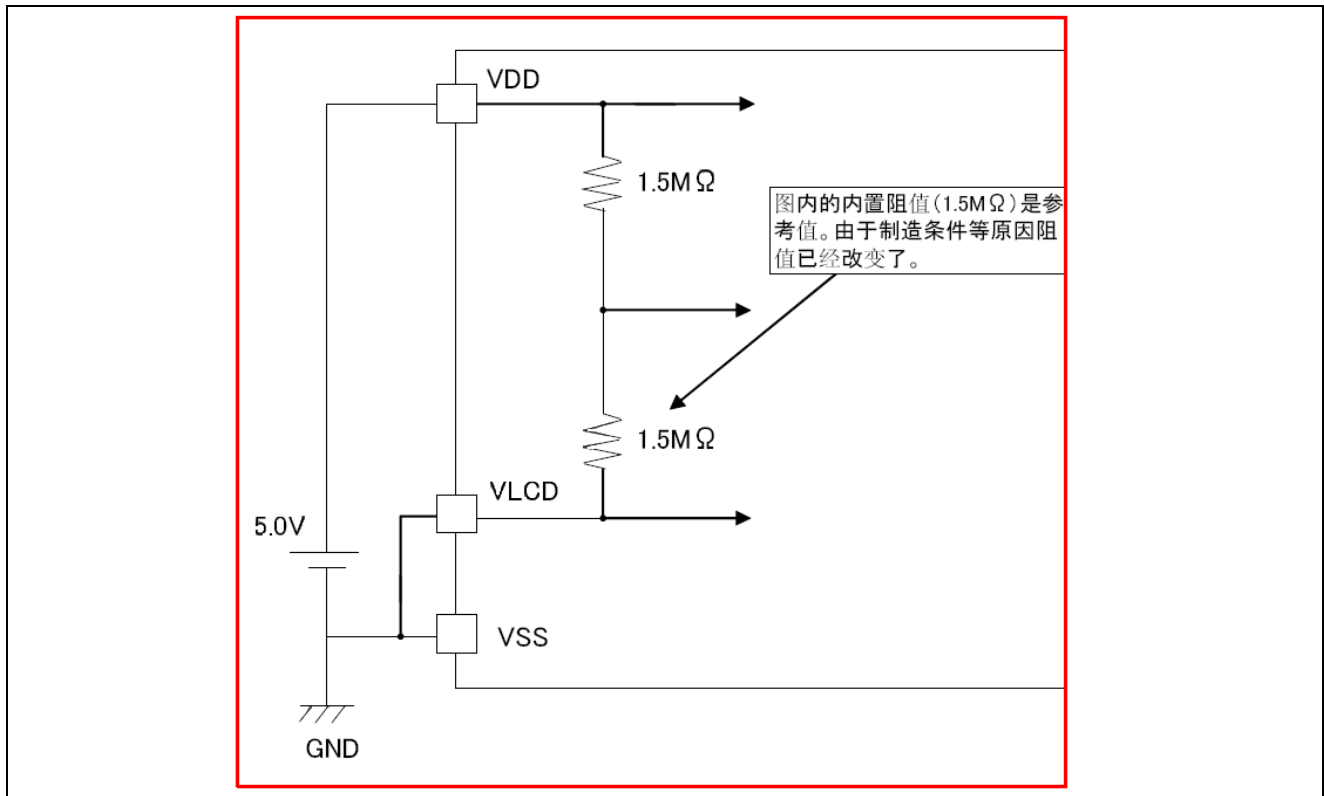 VDD
1.5MΩ
图内的内置阻值(1.5MΩ)是参
考值。由于制造条件等原因阻
值已经改变了。
1.5MΩ
VLCD
5.0V
VSS
GND